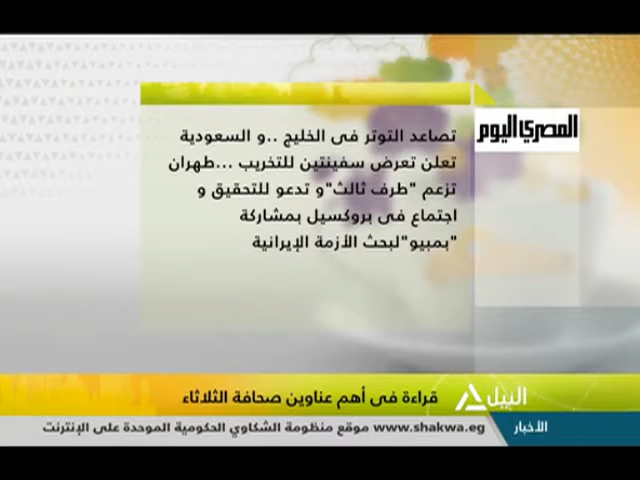 المصري اليوم
تصاعد التوتر فى الخليج ..و السعودية
تعلن تعرض سفينتين للتخريب ...طهران
تزعم "طرف ثالث"و تدعو للتحقيق و
اجتماع فى بروكسيل بمشاركة
"بمبيو"لبحث الأزمة الإيرانية
النيل
قراءة فى أهم عناوين صحافة الثلاثاء
الأخبار
www.shakwa.eg موقع منظومة الشكاوي الحكومية الموحدة على الإنترنت